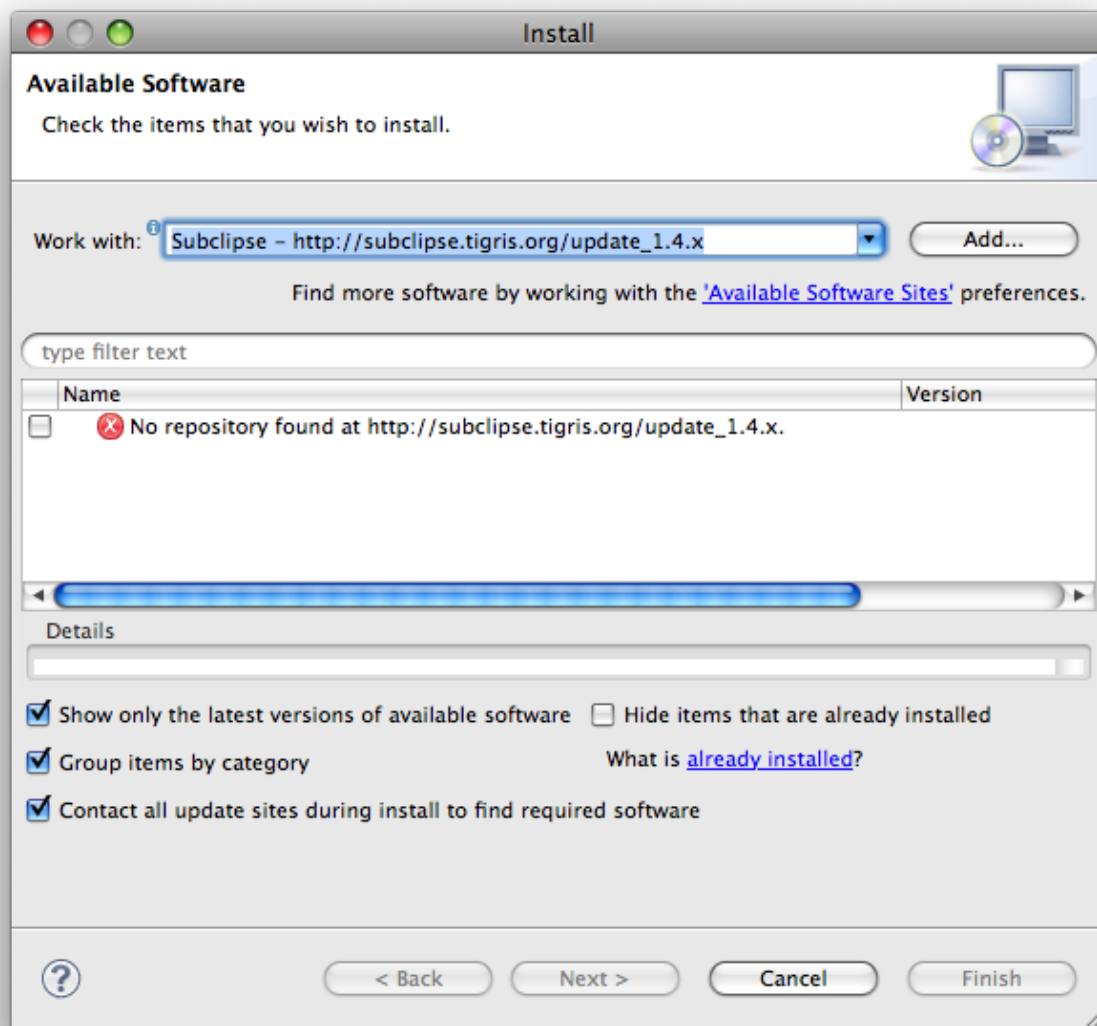 Install
Available Software
Check the items that you wish to install.
Work with: Subclipse – http://subclipse.tigris.org/update_1.4.x Add...
Find more software by working with the 'Available Software Sites' preferences.
type filter text
Name Version
No repository found at http://subclipse.tigris.org/update_1.4.x.
Details
Show only the latest versions of available software Hide items that are already installed
Group items by category What is already installed?
Contact all update sites during install to find required software
? < Back Next > Cancel Finish